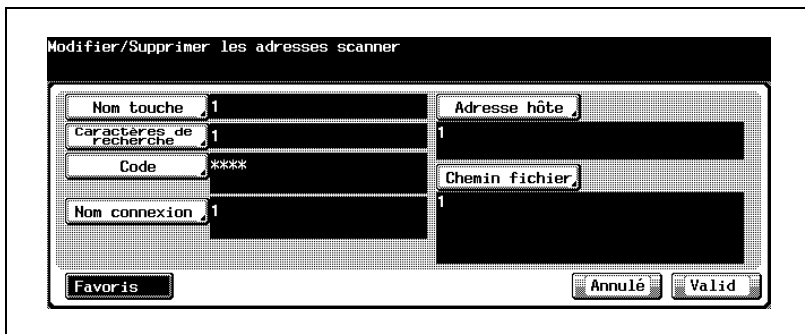 Modifier/Supprimer les adresses scanner
Nom touche 1
Caractères de
recherche 1
Code ****
Nom connexion 1
Adresse hôte
1
Chemin fichier
1
Favoris
Annulé Valid